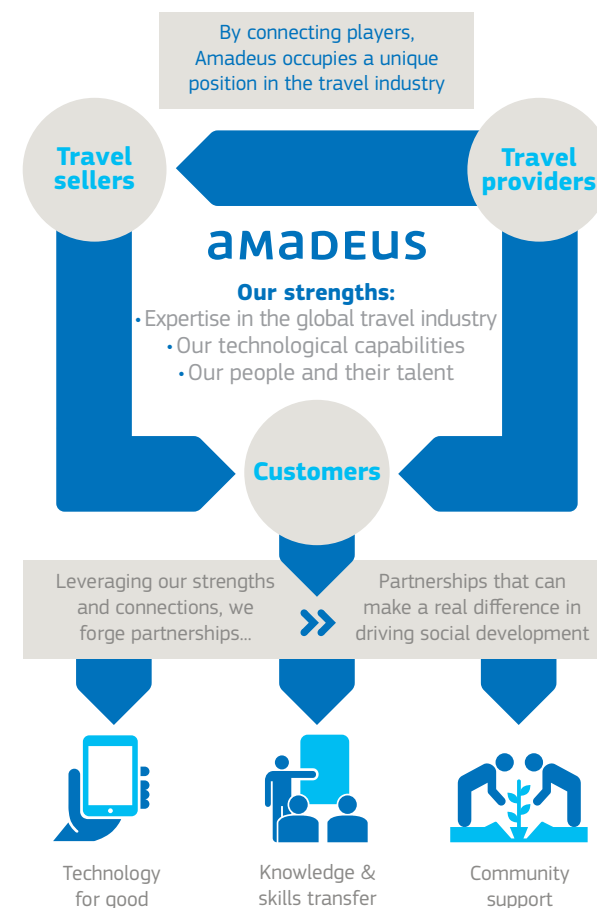 By connecting players,
Amadeus occupies a unique
position in the travel industry
Travel
sellers
Travel
providers
amadeus
Our strengths:
• Expertise in the global travel industry
• Our technological capabilities
• Our people and their talent
Customers
Leveraging our strengths
and connections, we
forge partnerships...
Partnerships that can
make a real difference in
driving social development
Technology
for good
Knowledge &
skills transfer
Community
support